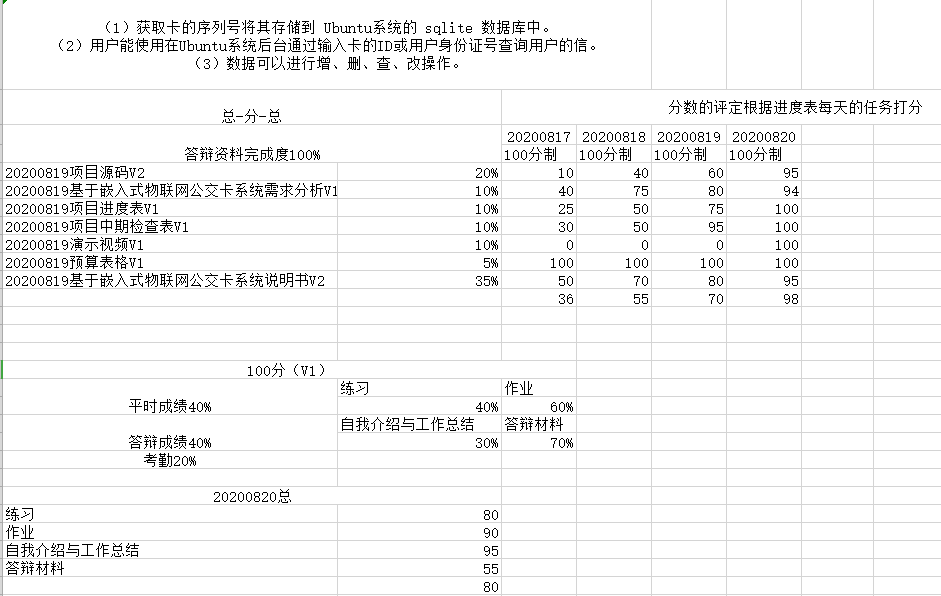 （1）获取卡的序列号将其存储到 Ubuntu系统的 sqlite 数据库中。
（2）用户能使用在Ubuntu系统后台通过输入卡的ID或用户身份证号查询用户的信。
（3）数据可以进行增、删、查、改操作。
总-分-总 分数的评定根据进度表每天的任务打分
20200817 20200818 20200819 20200820
答辩资料完成度100% 100分制 100分制 100分制 100分制
20200819项目源码V2 20% 10 40 60 95
20200819基于嵌入式物联网公交卡系统需求分析V1 10% 40 75 80 94
20200819项目进度表V1 10% 25 50 75 100
20200819项目中期检查表V1 10% 30 50 95 100
20200819演示视频V1 10% 0 0 0 100
20200819预算表格V1 5% 100 100 100 100
20200819基于嵌入式物联网公交卡系统说明书V2 35% 50 70 80 95
36 55 70 98
100分（V1）
练习 作业
平时成绩40% 40% 60%
自我介绍与工作总结 答辩材料
答辩成绩40% 30% 70%
考勤20%
20200820总
练习 80
作业 90
自我介绍与工作总结 95
答辩材料 55
80